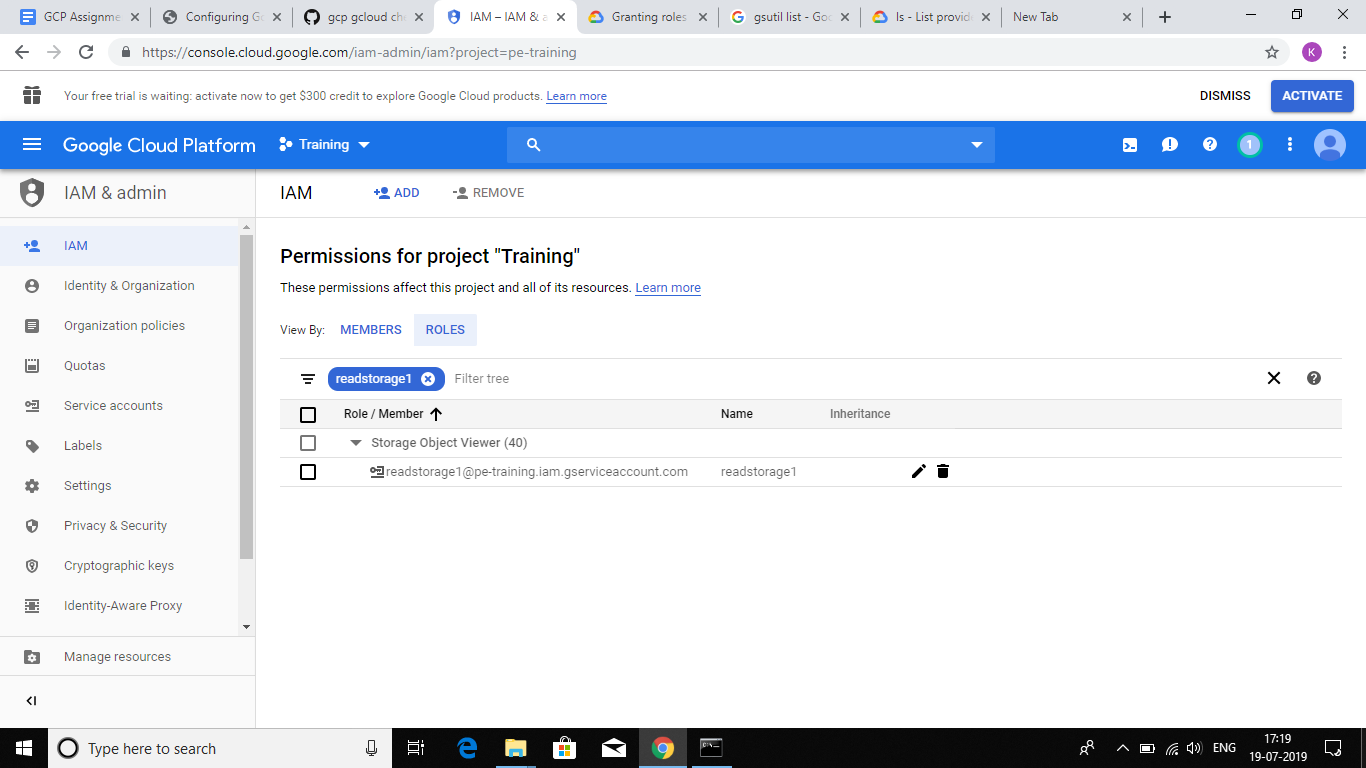 GCP Assignme
Configuring Go
gcp gcloud che
IAM – IAM & a
Granting roles
gsutil list - Goo
ls - List provide
New Tab
https://console.cloud.google.com/iam-admin/iam?project=pe-training
K
Your free trial is waiting: activate now to get $300 credit to explore Google Cloud products. Learn more
DISMISS
ACTIVATE
Google Cloud Platform
Training
1
IAM & admin
IAM
ADD
REMOVE
IAM
Identity & Organization
Organization policies
Quotas
Service accounts
Labels
Settings
Privacy & Security
Cryptographic keys
Identity-Aware Proxy
Manage resources
Permissions for project "Training"
These permissions affect this project and all of its resources. Learn more
View By: MEMBERS ROLES
readstorage1 Filter tree
Role / Member Name Inheritance
Storage Object Viewer (40)
readstorage1@pe-training.iam.gserviceaccount.com readstorage1
Type here to search
ENG
17:19
19-07-2019